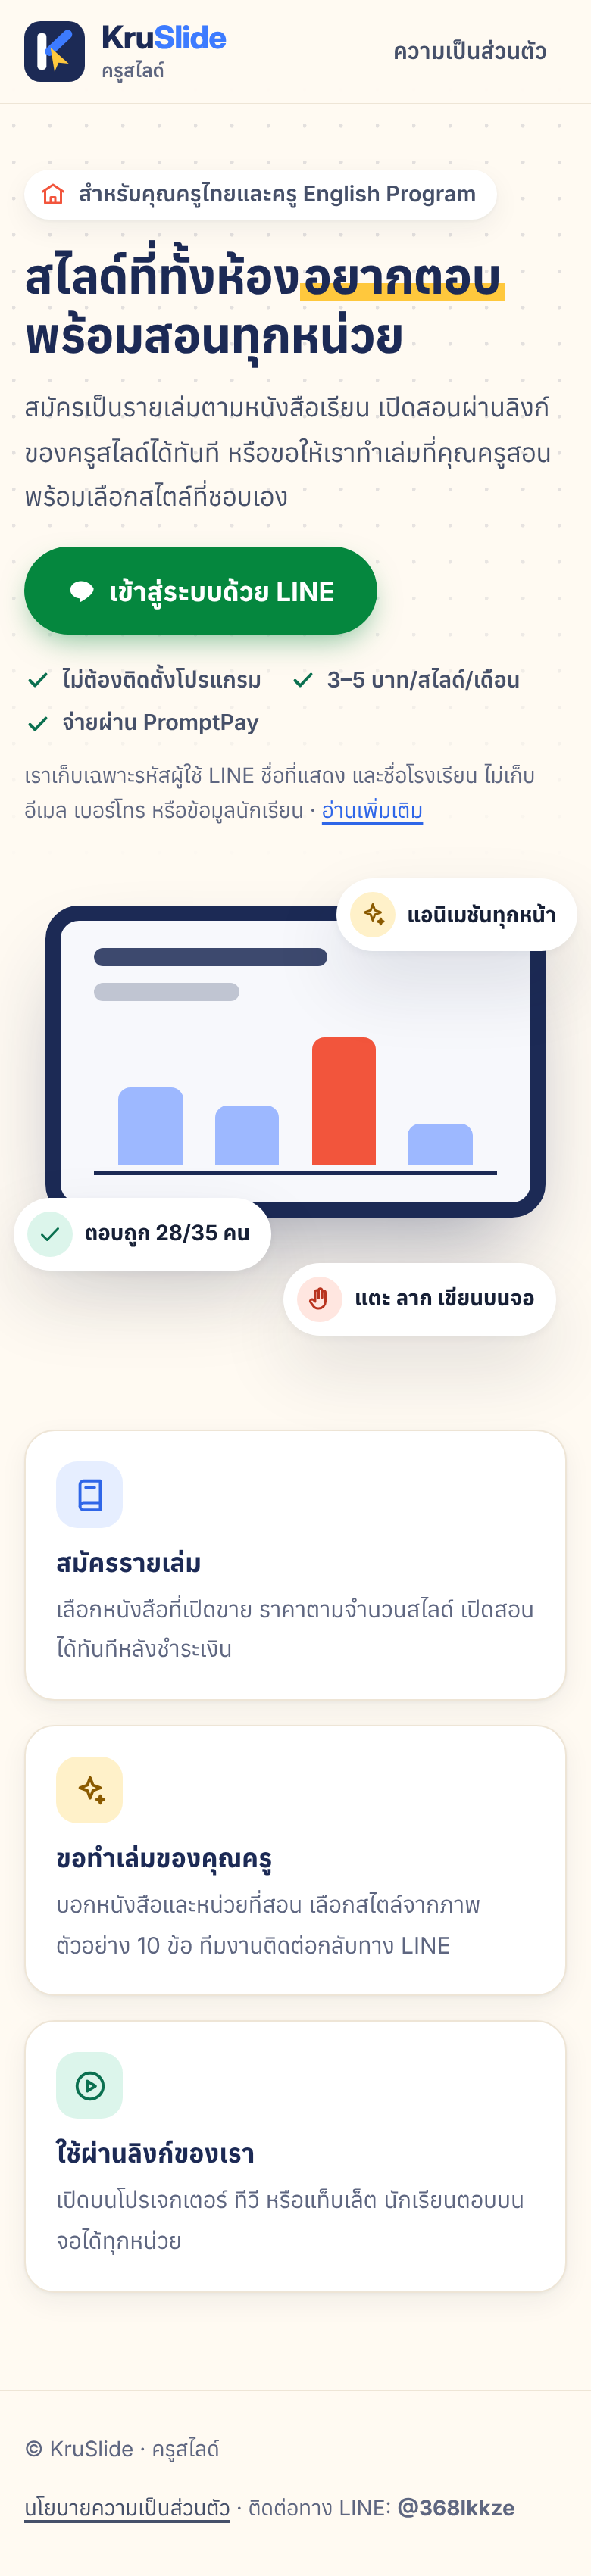 KruSlide
ครูสไลด์
ความเป็นส่วนตัว
สำหรับคุณครูไทยและครู English Program
สไลด์ที่ทั้งห้องอยากตอบ
พร้อมสอนทุกหน่วย
สมัครเป็นรายเล่มตามหนังสือเรียน เปิดสอนผ่านลิงก์
ของครูสไลด์ได้ทันที หรือขอให้เราทำเล่มที่คุณครูสอน
พร้อมเลือกสไตล์ที่ชอบเอง
เข้าสู่ระบบด้วย LINE
ไม่ต้องติดตั้งโปรแกรม
3–5 บาท/สไลด์/เดือน
จ่ายผ่าน PromptPay
เราเก็บเฉพาะรหัสผู้ใช้ LINE ชื่อที่แสดง และชื่อโรงเรียน ไม่เก็บ
อีเมล เบอร์โทร หรือข้อมูลนักเรียน · อ่านเพิ่มเติม
แอนิเมชันทุกหน้า
ตอบถูก 28/35 คน
แตะ ลาก เขียนบนจอ
สมัครรายเล่ม
เลือกหนังสือที่เปิดขาย ราคาตามจำนวนสไลด์ เปิดสอน
ได้ทันทีหลังชำระเงิน
ขอทำเล่มของคุณครู
บอกหนังสือและหน่วยที่สอน เลือกสไตล์จากภาพ
ตัวอย่าง 10 ข้อ ทีมงานติดต่อกลับทาง LINE
ใช้ผ่านลิงก์ของเรา
เปิดบนโปรเจกเตอร์ ทีวี หรือแท็บเล็ต นักเรียนตอบบน
จอได้ทุกหน่วย
© KruSlide · ครูสไลด์
นโยบายความเป็นส่วนตัว · ติดต่อทาง LINE: @368lkkze